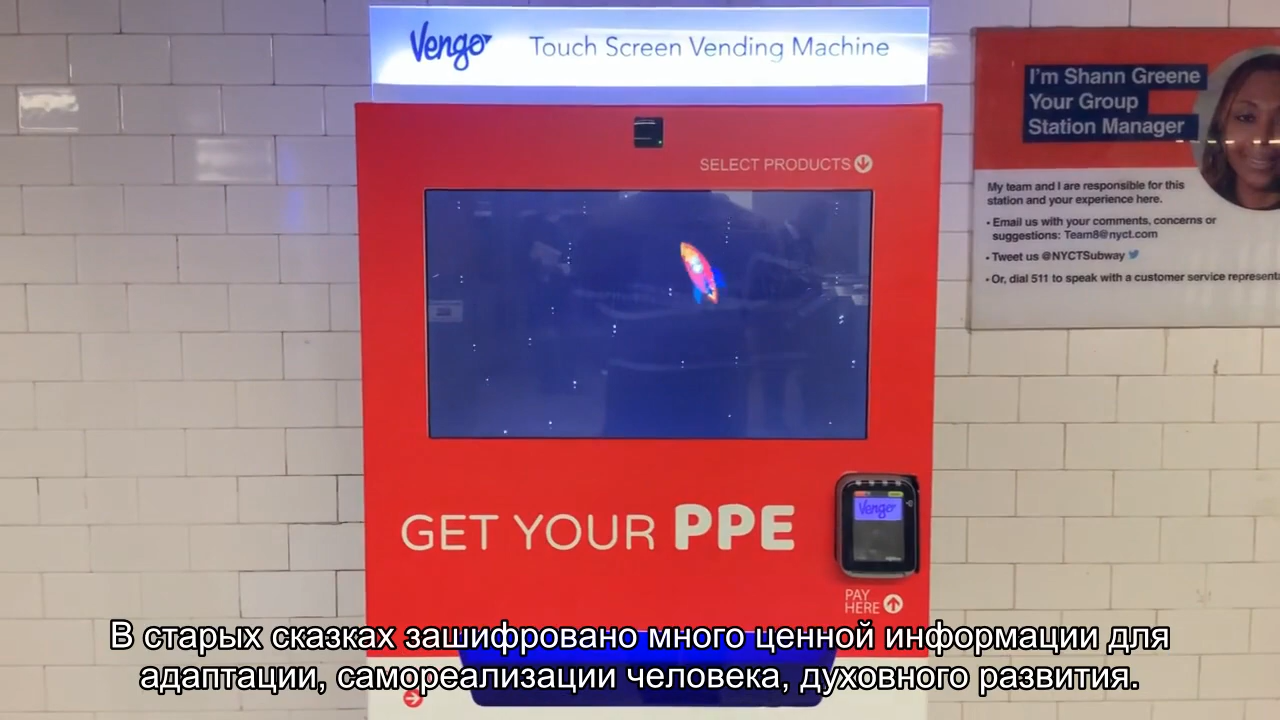 Vengo Touch Screen Vending Machine
SELECT PRODUCTS
I'm Shann Greene
Your Group
Station Manager
My team and I are responsible for this
station and your experience here.
• Email us with your comments, concerns or
suggestions: Team8@nyct.com
• Tweet us @NYCTSubway
• Or, dial 511 to speak with a customer service
GET YOUR PPE
Vengo
PAY
HERE
В старых сказках зашифровано много ценной информации для
адаптации, самореализации человека, духовного развития.